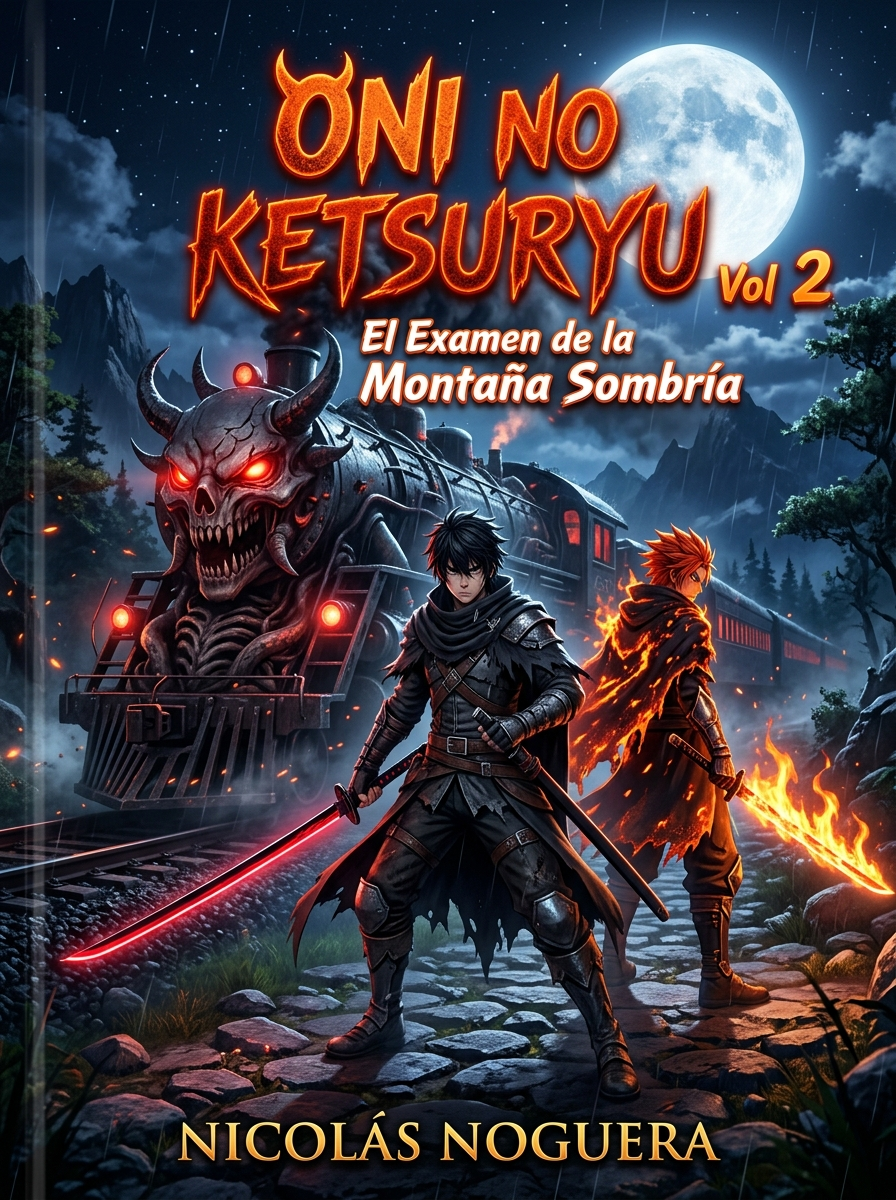 ONI NO
KETSURYU Vol 2
El Examen de la
Montaña Sombría
NICOLÁS NOGUERA